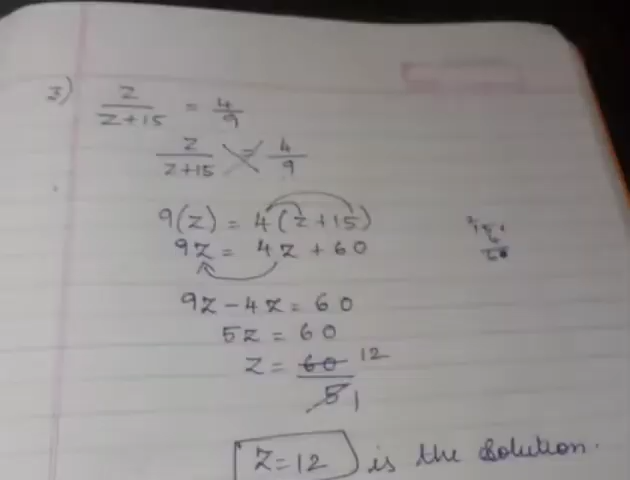 3) z/(z+15) = 4/9
z/(z+15) = 4/9
9(z) = 4(z+15)
9z = 4z + 60
9z - 4z = 60
5z = 60
z = 60/5 12 1
z=12 is the solution.